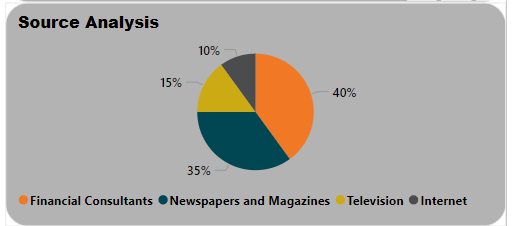 Source Analysis
10%
15%
40%
35%
Financial Consultants Newspapers and Magazines Television Internet